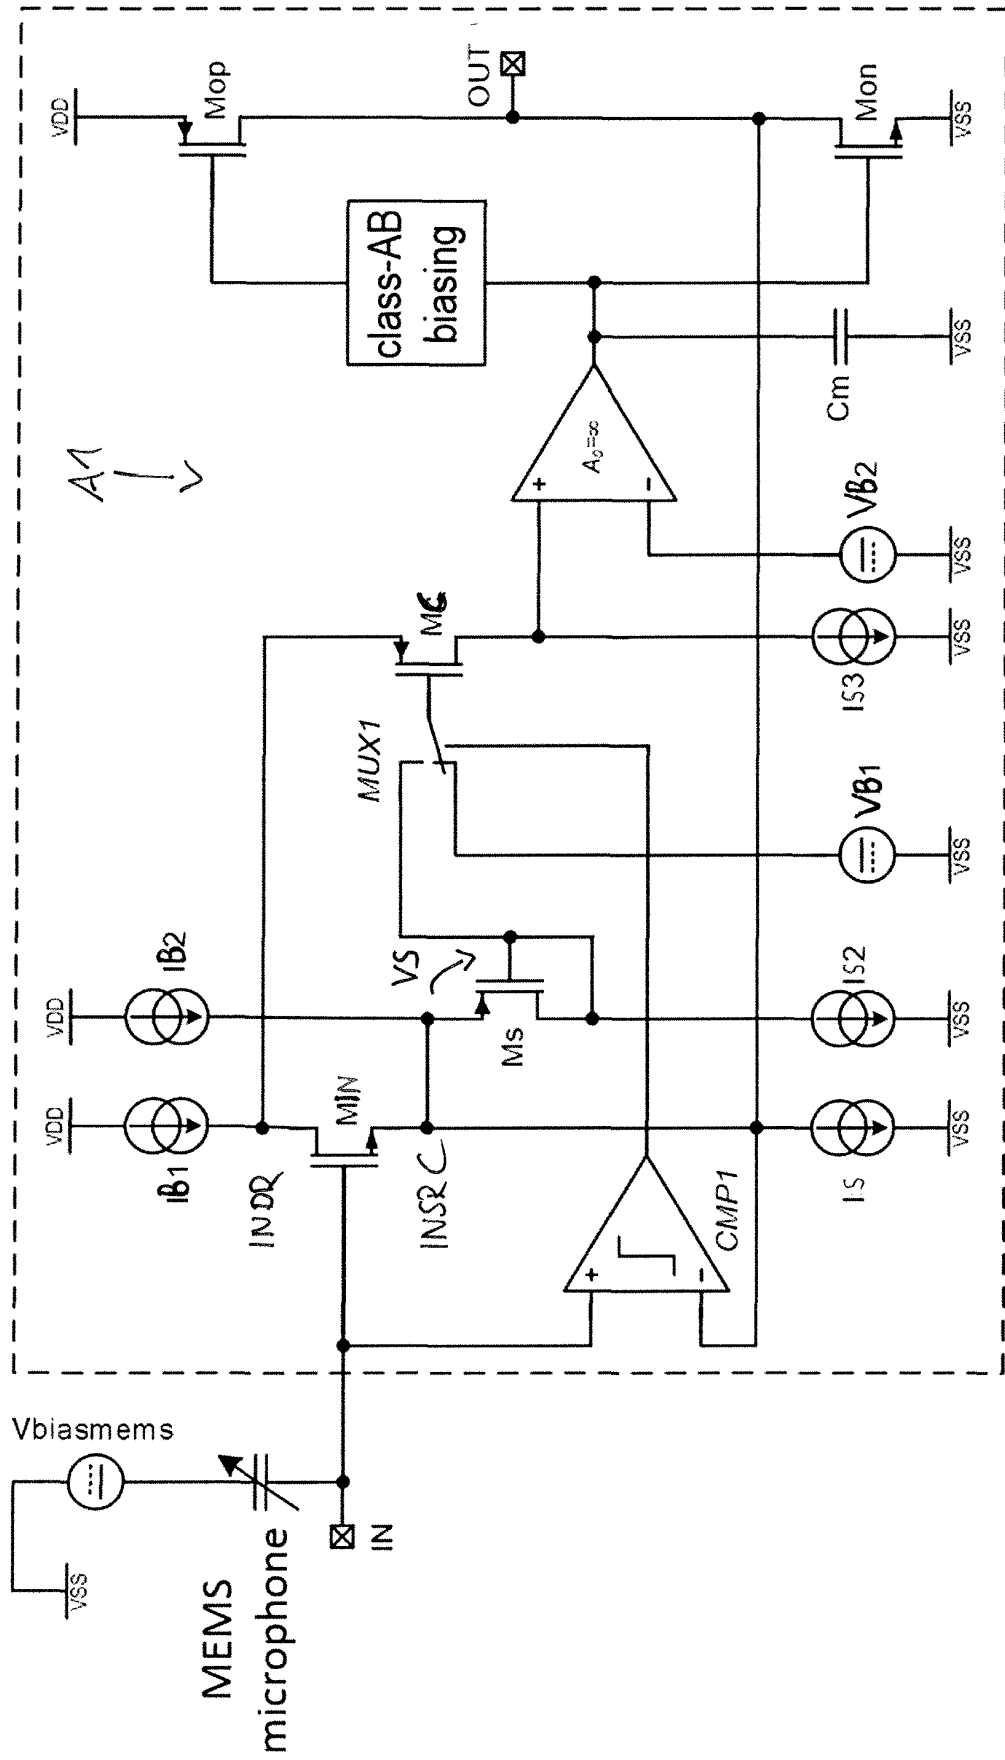 VSS
Vbiasmems
MEMS
microphone
IN
A1
VDD
IB1
VDD
IB2
INDR
MIN
INSRC
VS
Ms
MUX1
MC
class-AB
biasing
VDD
Mop
OUT
+
-
CMP1
+
-
A₀=∞
IS
VSS
IS2
VSS
VB1
VSS
IS3
VSS
VB2
VSS
Cm
VSS
Mon
VSS